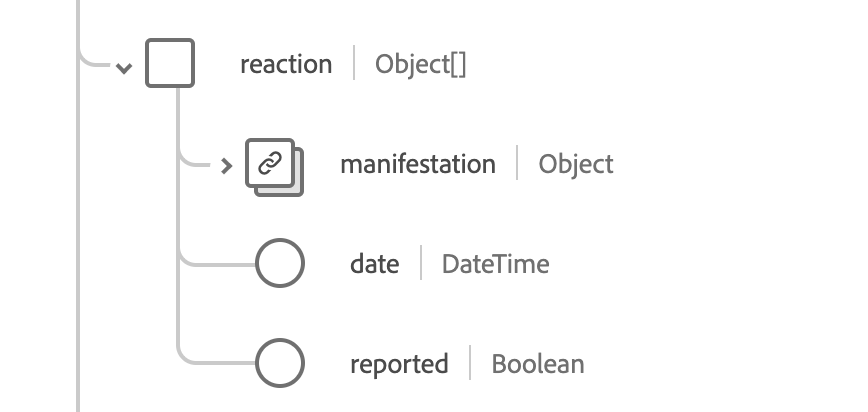 reaction | Object[]
manifestation | Object
date | DateTime
reported | Boolean